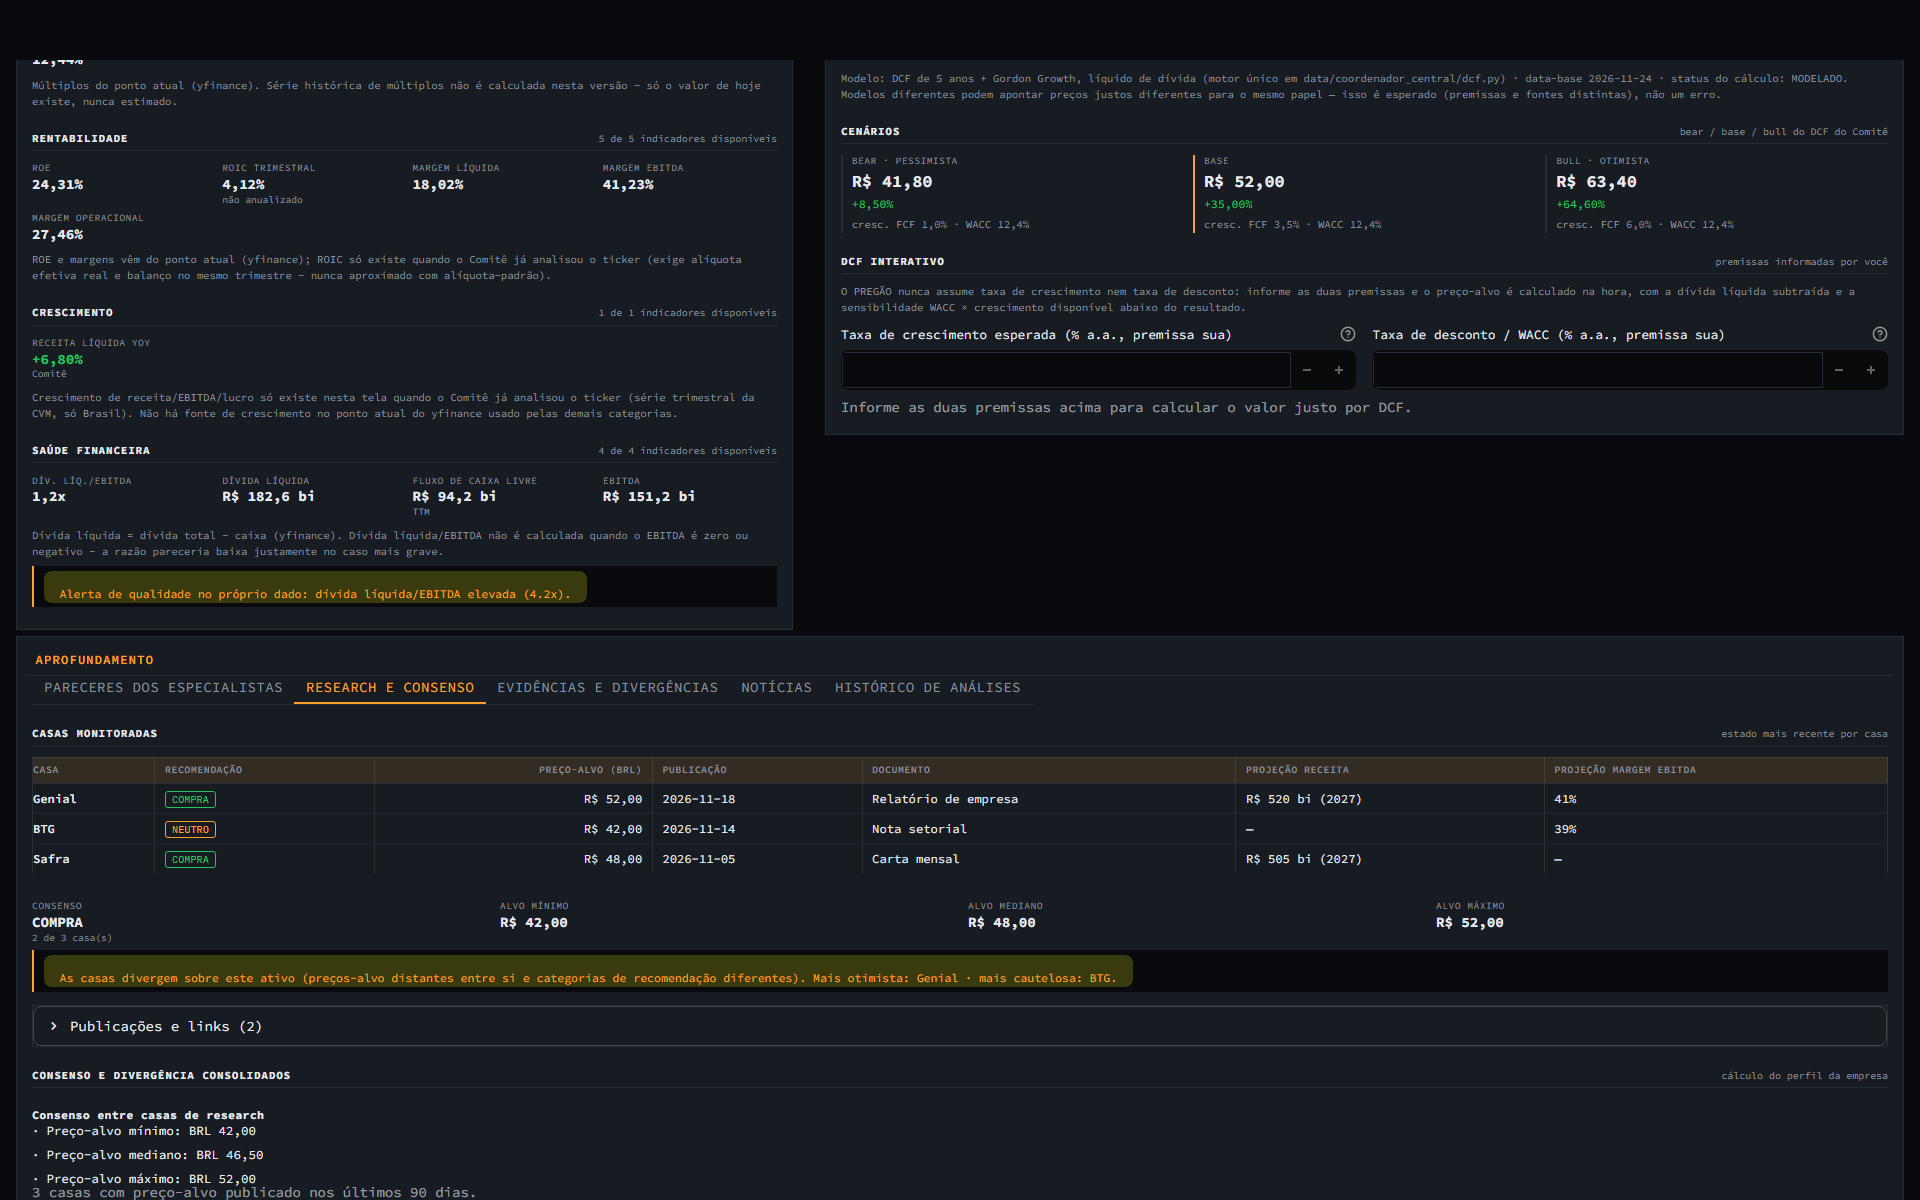 12,44%
Múltiplos do ponto atual (yfinance). Série histórica de múltiplos não é calculada nesta versão – só o valor de hoje
existe, nunca estimado.
RENTABILIDADE
5 de 5 indicadores disponíveis
ROE
ROIC TRIMESTRAL
MARGEM LÍQUIDA
MARGEM EBITDA
24,31%
4,12%
18,02%
41,23%
não anualizado
MARGEM OPERACIONAL
27,46%
ROE e margens vêm do ponto atual (yfinance); ROIC só existe quando o Comitê já analisou o ticker (exige alíquota
efetiva real e balanço no mesmo trimestre – nunca aproximado com alíquota-padrão).
CRESCIMENTO
1 de 1 indicadores disponíveis
RECEITA LÍQUIDA YOY
+6,80%
Comitê
Crescimento de receita/EBITDA/lucro só existe nesta tela quando o Comitê já analisou o ticker (série trimestral da
CVM, só Brasil). Não há fonte de crescimento no ponto atual do yfinance usado pelas demais categorias.
SAÚDE FINANCEIRA
4 de 4 indicadores disponíveis
DÍV. LÍQ./EBITDA
DÍVIDA LÍQUIDA
FLUXO DE CAIXA LIVRE
EBITDA
1,2x
R$ 182,6 bi
R$ 94,2 bi
R$ 151,2 bi
TTM
Dívida líquida = dívida total – caixa (yfinance). Dívida líquida/EBITDA não é calculada quando o EBITDA é zero ou
negativo – a razão pareceria baixa justamente no caso mais grave.
Alerta de qualidade no próprio dado: dívida líquida/EBITDA elevada (4.2x).
Modelo: DCF de 5 anos + Gordon Growth, líquido de dívida (motor único em data/coordenador_central/dcf.py) · data-base 2026-11-24 · status do cálculo: MODELADO.
Modelos diferentes podem apontar preços justos diferentes para o mesmo papel — isso é esperado (premissas e fontes distintas), não um erro.
CENÁRIOS
bear / base / bull do DCF do Comitê
BEAR · PESSIMISTA
BASE
BULL · OTIMISTA
R$ 41,80
R$ 52,00
R$ 63,40
+8,50%
+35,00%
+64,60%
cresc. FCF 1,0% · WACC 12,4%
cresc. FCF 3,5% · WACC 12,4%
cresc. FCF 6,0% · WACC 12,4%
DCF INTERATIVO
premissas informadas por você
O PREGÃO nunca assume taxa de crescimento nem taxa de desconto: informe as duas premissas e o preço-alvo é calculado na hora, com a dívida líquida subtraída e a
sensibilidade WACC × crescimento disponível abaixo do resultado.
Taxa de crescimento esperada (% a.a., premissa sua)
Taxa de desconto / WACC (% a.a., premissa sua)
Informe as duas premissas acima para calcular o valor justo por DCF.
APROFUNDAMENTO
PARECERES DOS ESPECIALISTAS
RESEARCH E CONSENSO
EVIDÊNCIAS E DIVERGÊNCIAS
NOTÍCIAS
HISTÓRICO DE ANÁLISES
CASAS MONITORADAS
estado mais recente por casa
CASA
RECOMENDAÇÃO
PREÇO-ALVO (BRL)
PUBLICAÇÃO
DOCUMENTO
PROJEÇÃO RECEITA
PROJEÇÃO MARGEM EBITDA
Genial
COMPRA
R$ 52,00
2026-11-18
Relatório de empresa
R$ 520 bi (2027)
41%
BTG
NEUTRO
R$ 42,00
2026-11-14
Nota setorial
—
39%
Safra
COMPRA
R$ 48,00
2026-11-05
Carta mensal
R$ 505 bi (2027)
—
CONSENSO
ALVO MÍNIMO
ALVO MEDIANO
ALVO MÁXIMO
COMPRA
R$ 42,00
R$ 48,00
R$ 52,00
2 de 3 casa(s)
As casas divergem sobre este ativo (preços-alvo distantes entre si e categorias de recomendação diferentes). Mais otimista: Genial · mais cautelosa: BTG.
Publicações e links (2)
CONSENSO E DIVERGÊNCIA CONSOLIDADOS
cálculo do perfil da empresa
Consenso entre casas de research
· Preço-alvo mínimo: BRL 42,00
· Preço-alvo mediano: BRL 46,50
· Preço-alvo máximo: BRL 52,00
3 casas com preço-alvo publicado nos últimos 90 dias.